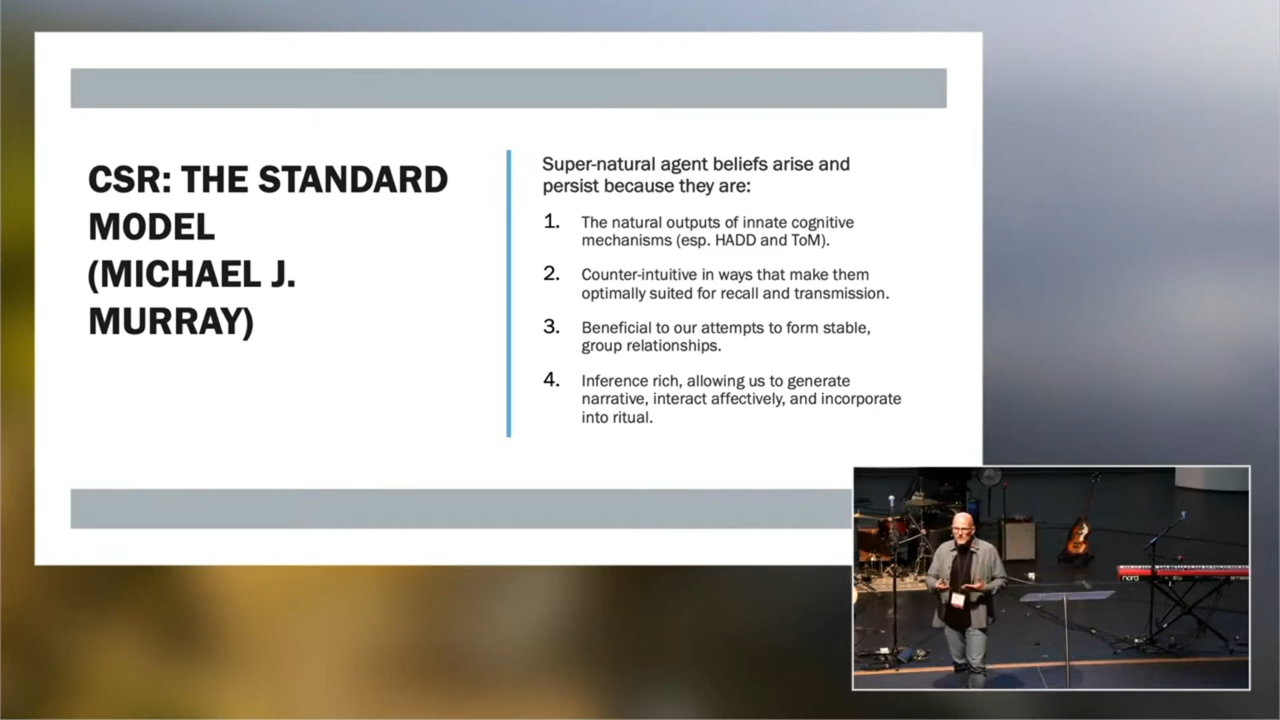 CSR: THE STANDARD
MODEL
(MICHAEL J.
MURRAY)
Super-natural agent beliefs arise and
persist because they are:
1. The natural outputs of innate cognitive
mechanisms (esp. HADD and ToM).
2. Counter-intuitive in ways that make them
optimally suited for recall and transmission.
3. Beneficial to our attempts to form stable,
group relationships.
4. Inference rich, allowing us to generate
narrative, interact affectively, and incorporate
into ritual.
nord